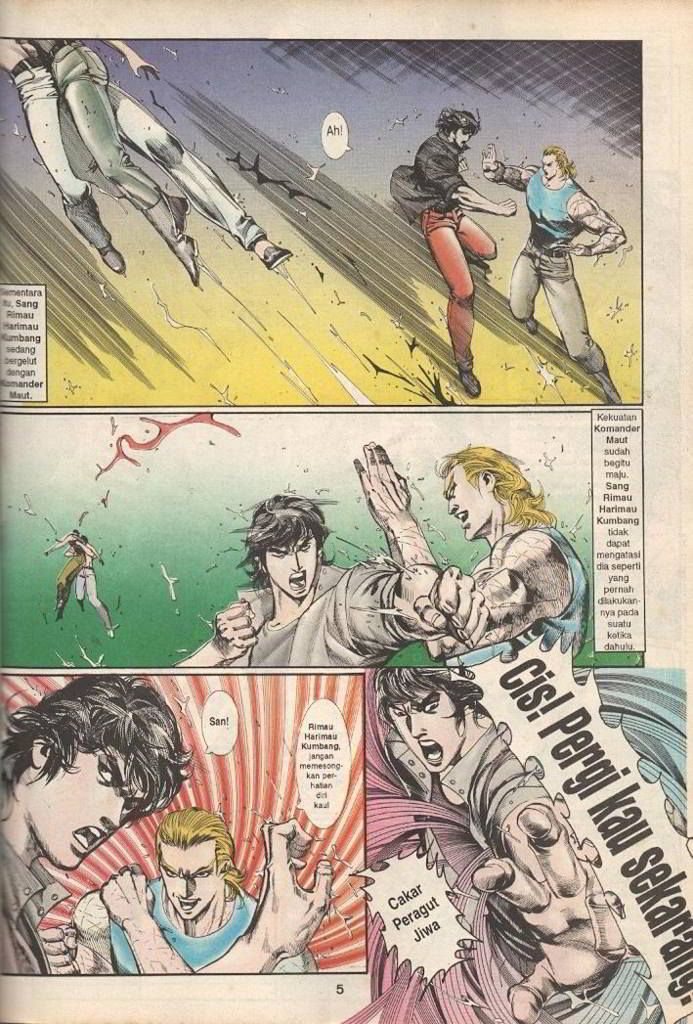 Ah!
Sementara
itu, Sang
Rimau
Harimau
Kumbang
sedang
bergelut
dengan
Komander
Maut.
Kekuatan
Komander
Maut
sudah
begitu
maju.
Sang
Rimau
Harimau
Kumbang
tidak
dapat
mengatasi
dia seperti
yang
pernah
dilakukan-
nya pada
suatu
ketika
dahulu.
San!
Rimau
Harimau
Kumbang,
jangan
memesong-
kan per-
hatian
diri
kau!
Cis! Pergi kau sekarang!
Cakar
Peragut
Jiwa
5